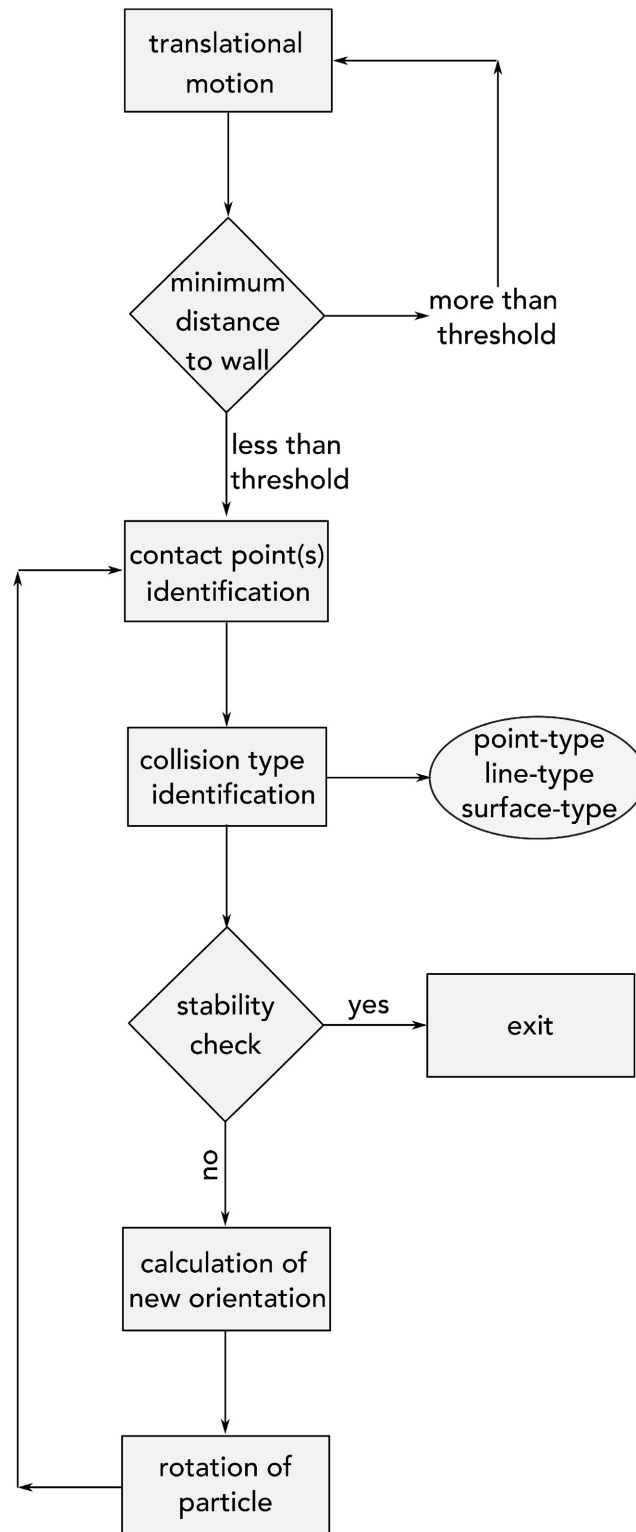 translational
motion
minimum
distance
to wall
more than
threshold
less than
threshold
contact point(s)
identification
collision type
identification
point-type
line-type
surface-type
stability
check
yes
exit
no
calculation of
new orientation
rotation of
particle